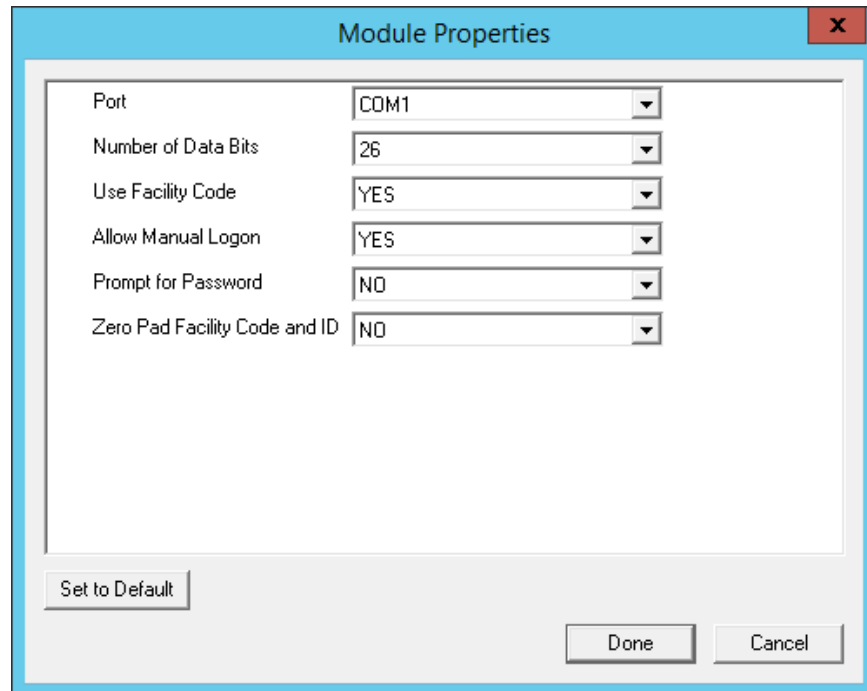 Module Properties
x
Port COM1
Number of Data Bits 26
Use Facility Code YES
Allow Manual Logon YES
Prompt for Password NO
Zero Pad Facility Code and ID NO
Set to Default
Done Cancel